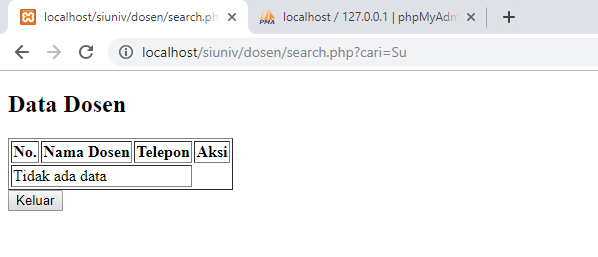 localhost/siuniv/dosen/search.ph
localhost / 127.0.0.1 | phpMyAdm
localhost/siuniv/dosen/search.php?cari=Su
Data Dosen
No. Nama Dosen Telepon Aksi
Tidak ada data
Keluar